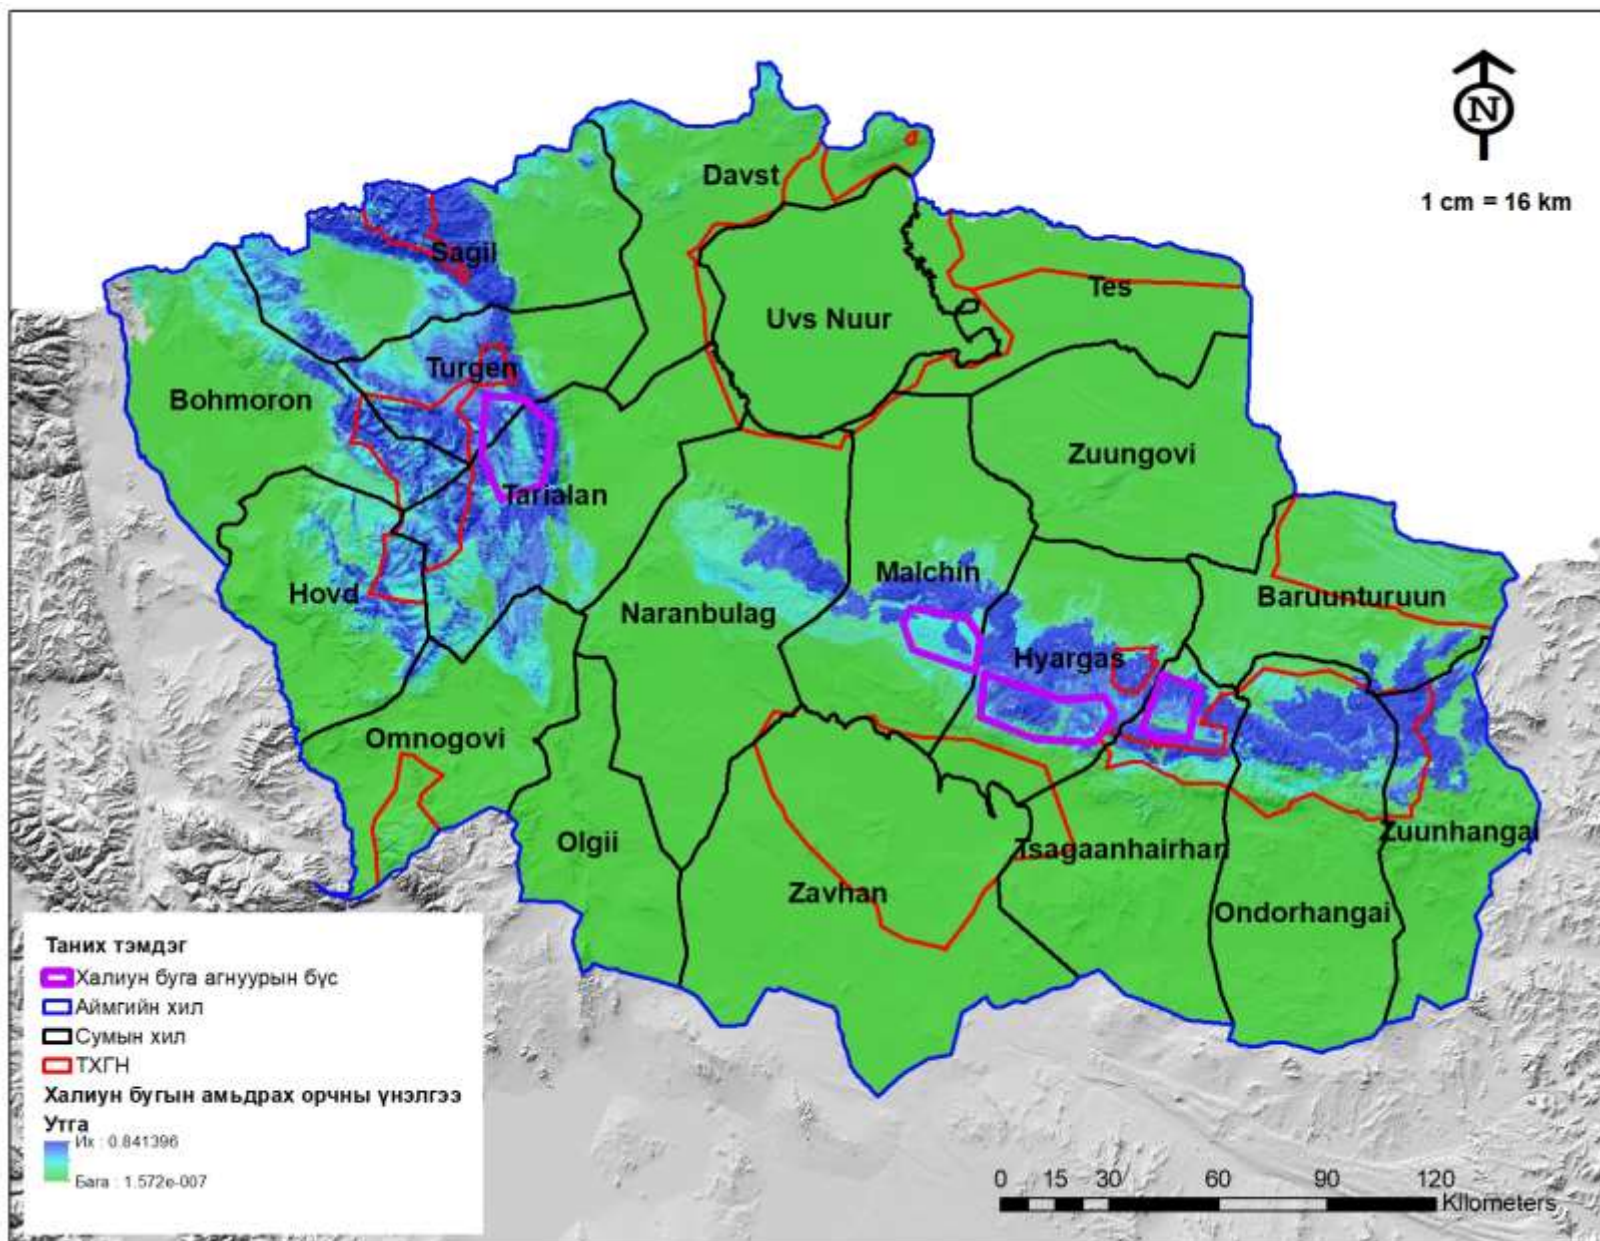 N
1 cm = 16 km
Davst
Sagil
Tes
Uvs Nuur
Turgen
Bohmoron
Zuungovi
Tarialan
Malchin
Hovd
Baruunturuun
Naranbulag
Hyargas
Omnogovi
Olgii
Zuunhangai
Tsagaanhairhan
Zavhan
Ondorhangai
Таних тэмдэг
Халиун буга агнуурын бүс
Аймгийн хил
Сумын хил
ТХГН
Халиун бугын амьдрах орчны үнэлгээ
Утга
Их : 0.841396
Бага : 1.572e-007
0 15 30 60 90 120
Kilometers